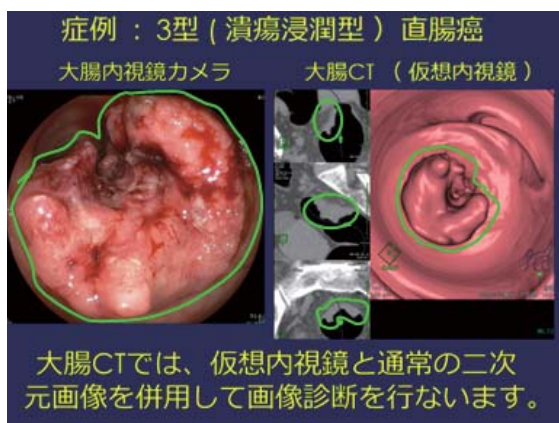 症例 ： 3型 ( 潰瘍浸潤型 ） 直腸癌
大腸内視鏡カメラ
大腸CT （ 仮想内視鏡 ）
大腸CTでは、仮想内視鏡と通常の二次
元画像を併用して画像診断を行ないます。